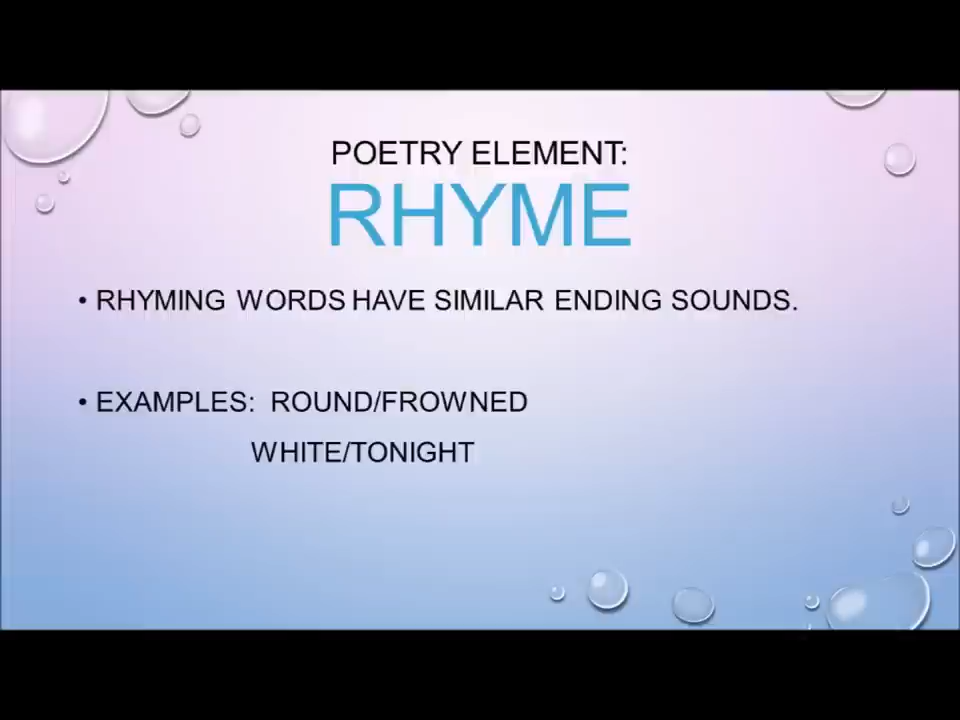 POETRY ELEMENT:
RHYME
• RHYMING WORDS HAVE SIMILAR ENDING SOUNDS.
• EXAMPLES: ROUND/FROWNED
WHITE/TONIGHT